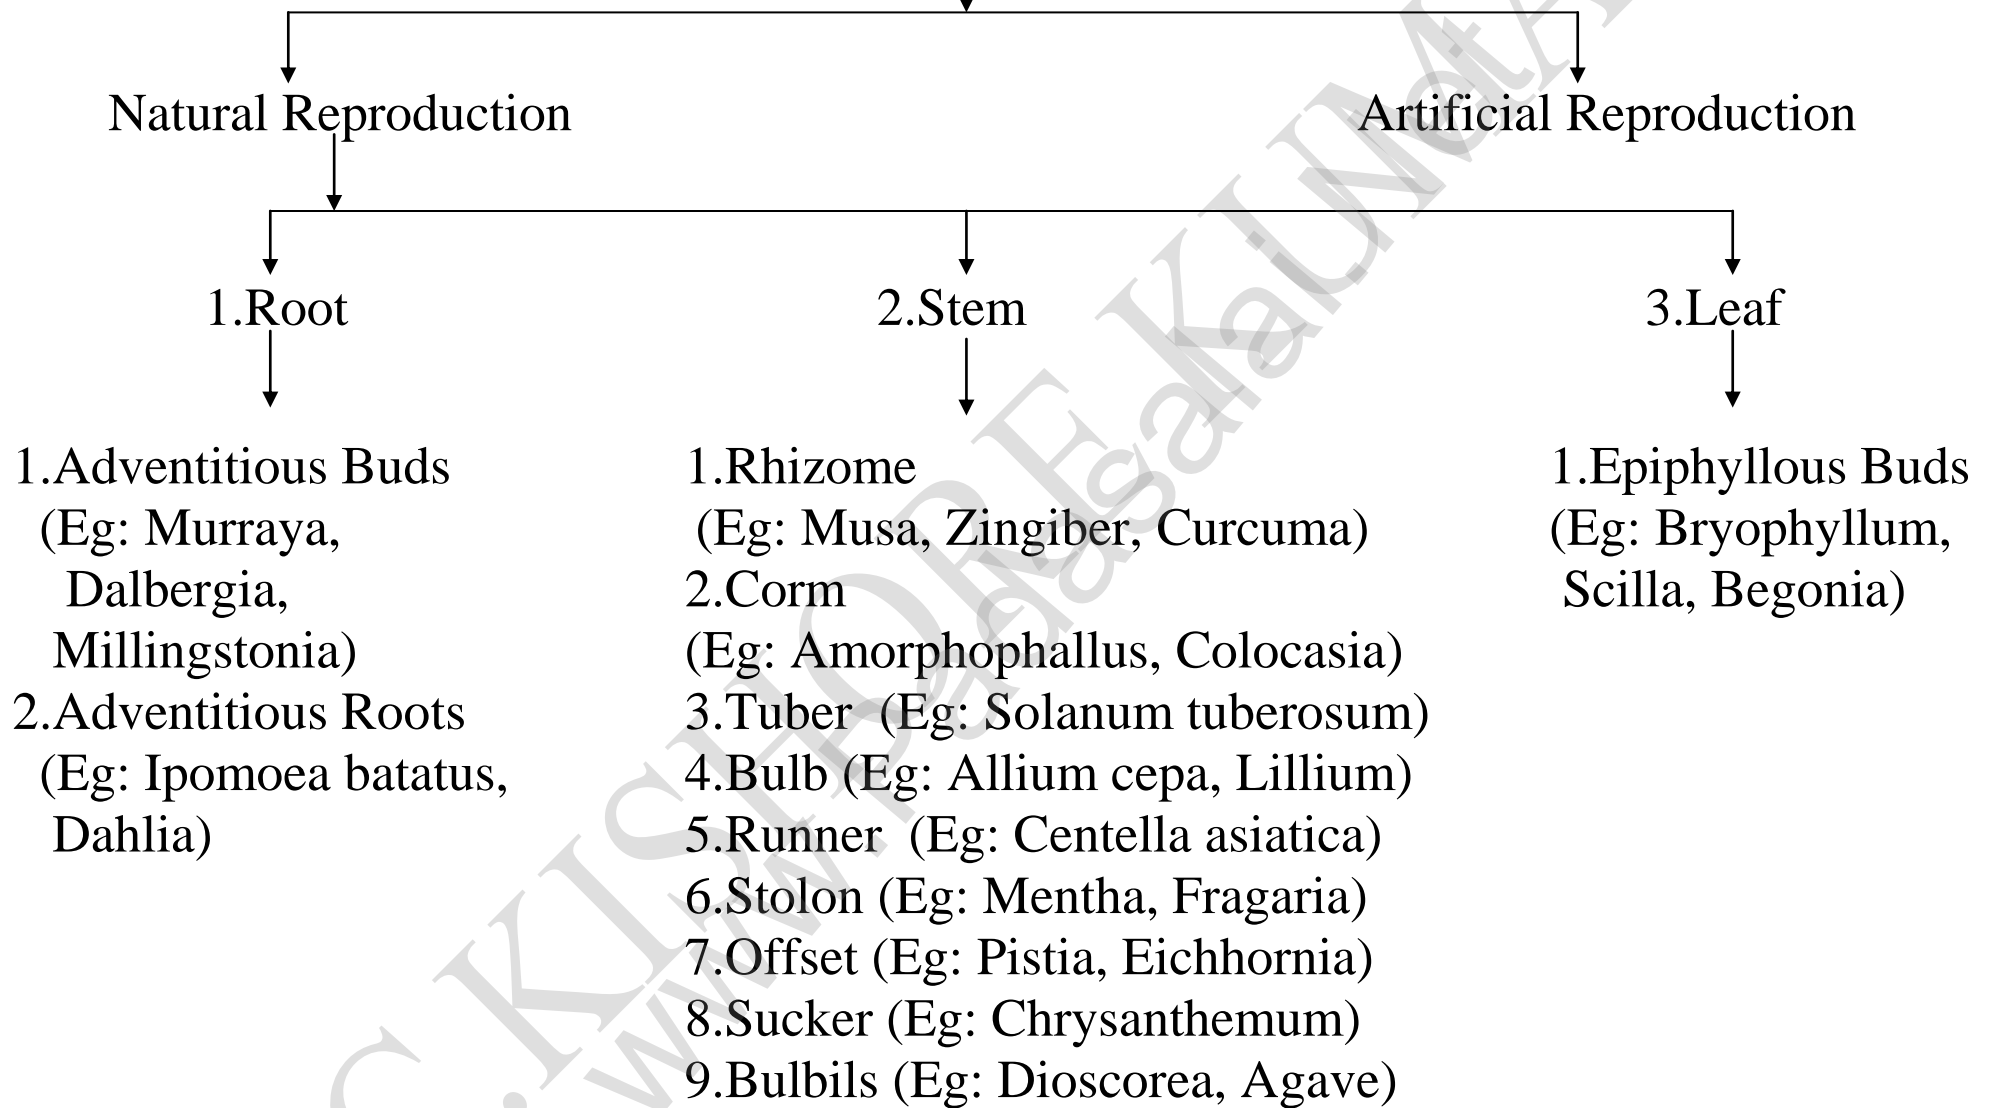 Natural Reproduction
Artificial Reproduction
1.Root
2.Stem
3.Leaf
1.Adventitious Buds
(Eg: Murraya,
Dalbergia,
Millingstonia)
2.Adventitious Roots
(Eg: Ipomoea batatus,
Dahlia)
1.Rhizome
(Eg: Musa, Zingiber, Curcuma)
2.Corm
(Eg: Amorphophallus, Colocasia)
3.Tuber (Eg: Solanum tuberosum)
4.Bulb (Eg: Allium cepa, Lillium)
5.Runner (Eg: Centella asiatica)
6.Stolon (Eg: Mentha, Fragaria)
7.Offset (Eg: Pistia, Eichhornia)
8.Sucker (Eg: Chrysanthemum)
9.Bulbils (Eg: Dioscorea, Agave)
1.Epiphyllous Buds
(Eg: Bryophyllum,
Scilla, Begonia)